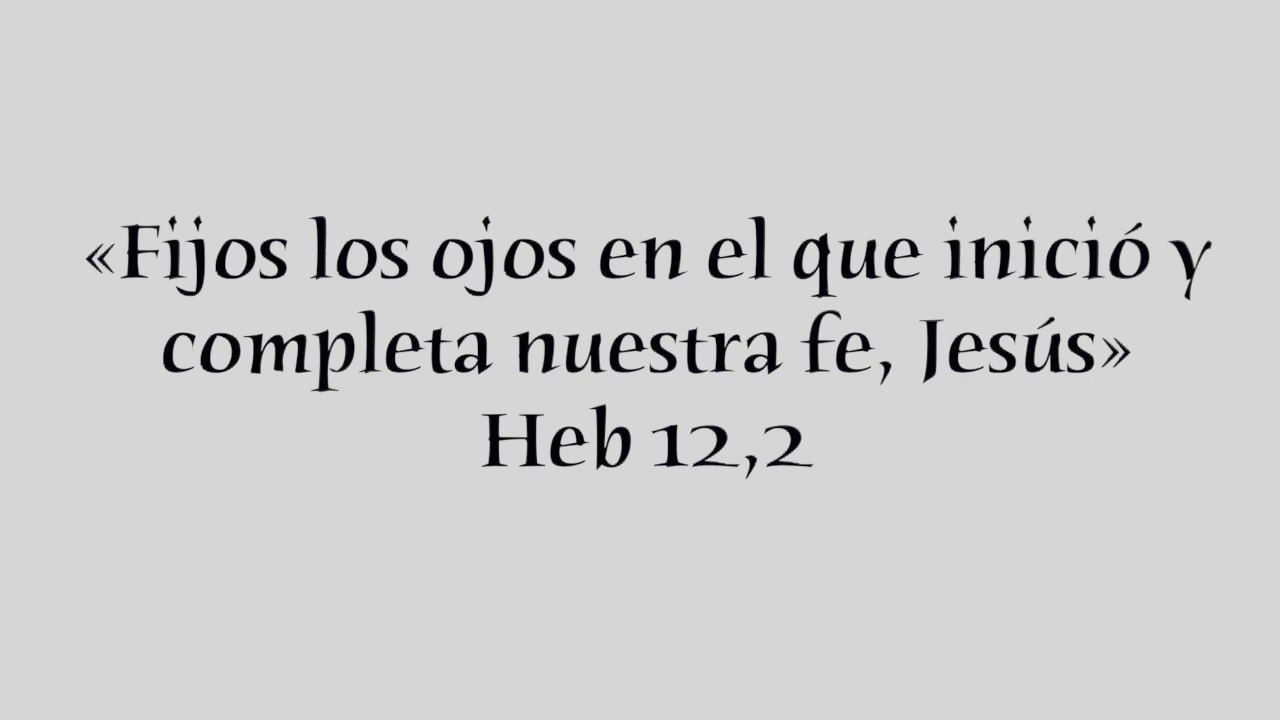 «Fijos los ojos en el que inició y
completa nuestra fe, Jesús»
Heb 12,2